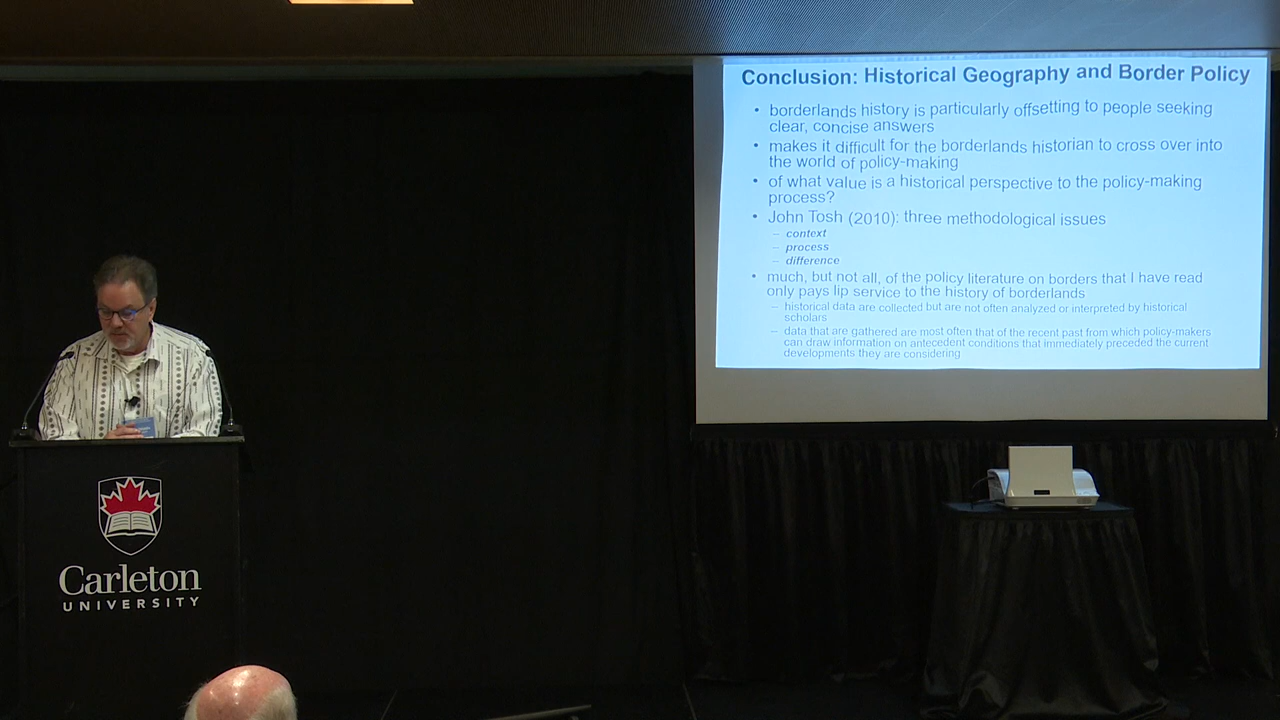 Conclusion: Historical Geography and Border Policy
• borderlands history is particularly offsetting to people seeking
clear, concise answers
• makes it difficult for the borderlands historian to cross over into
the world of policy-making
• of what value is a historical perspective to the policy-making
process?
• John Tosh (2010): three methodological issues
– context
– process
– difference
• much, but not all, of the policy literature on borders that I have read
only pays lip service to the history of borderlands
– historical data are collected but are not often analyzed or interpreted by historical
scholars
– data that are gathered are most often that of the recent past from which policy-makers
can draw information on antecedent conditions that immediately preceded the current
developments they are considering
Carleton
UNIVERSITY